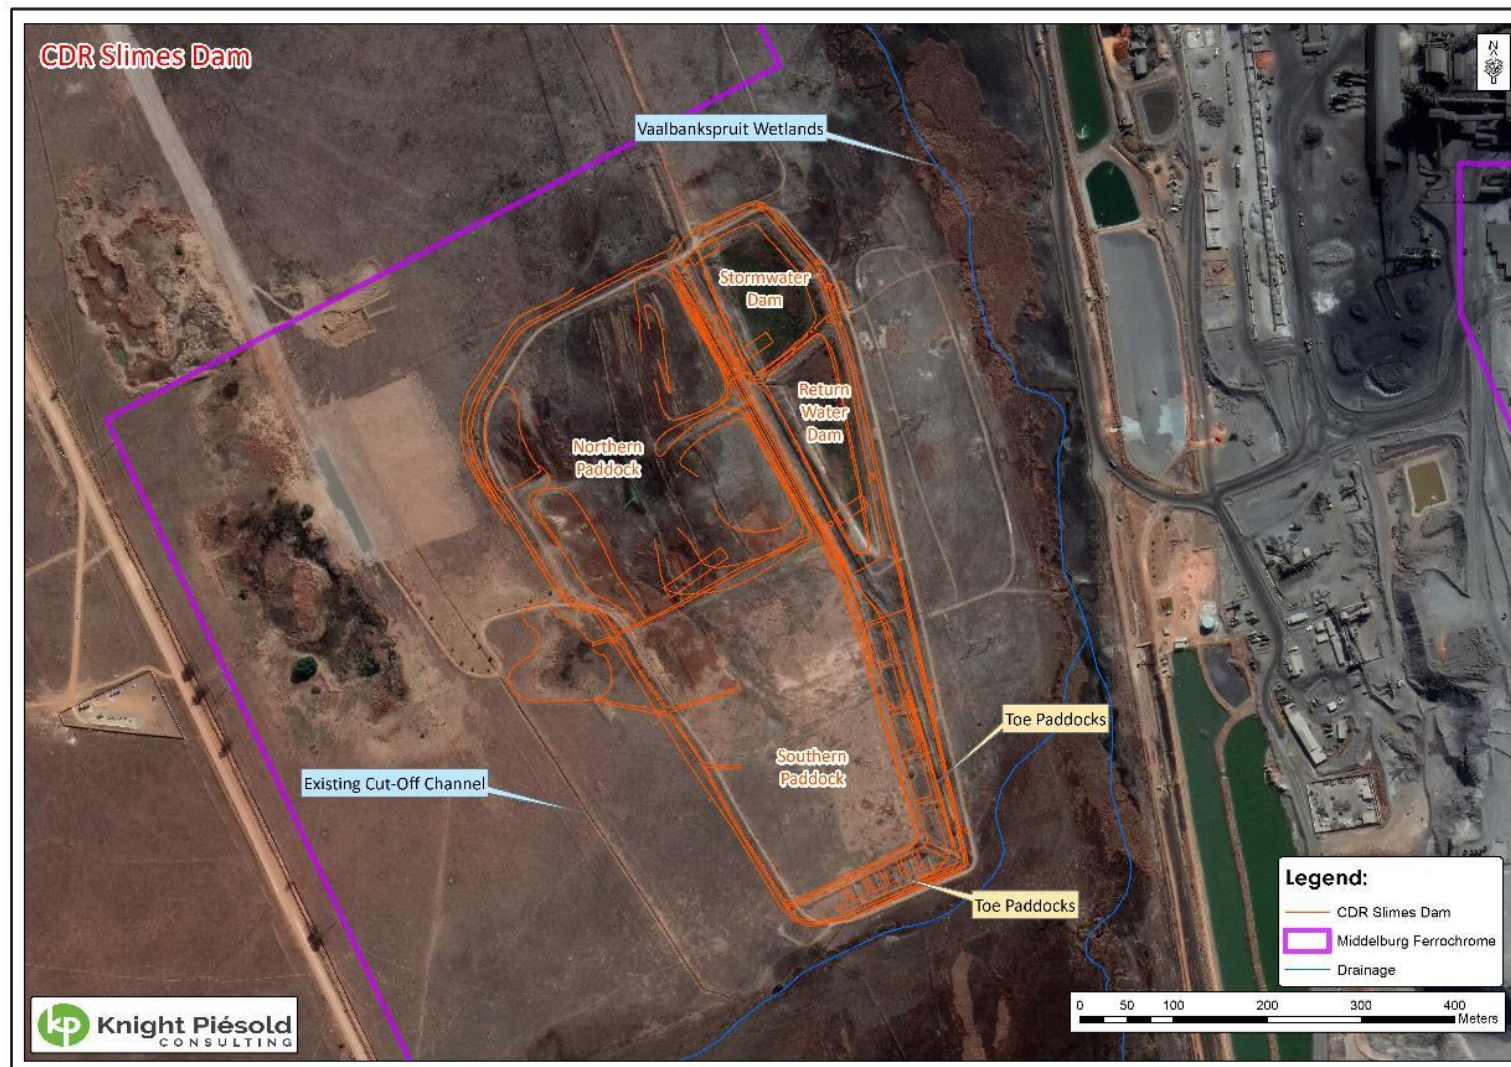 CDR Slimes Dam
N
Vaalbankspruit Wetlands
Stormwater
Dam
Return
Water
Dam
Northern
Paddock
Toe Paddocks
Southern
Paddock
Existing Cut-Off Channel
Toe Paddocks
Legend:
CDR Slimes Dam
Middelburg Ferrochrome
Drainage
0 50 100 200 300 400
Meters
kp Knight Piésold
CONSULTING